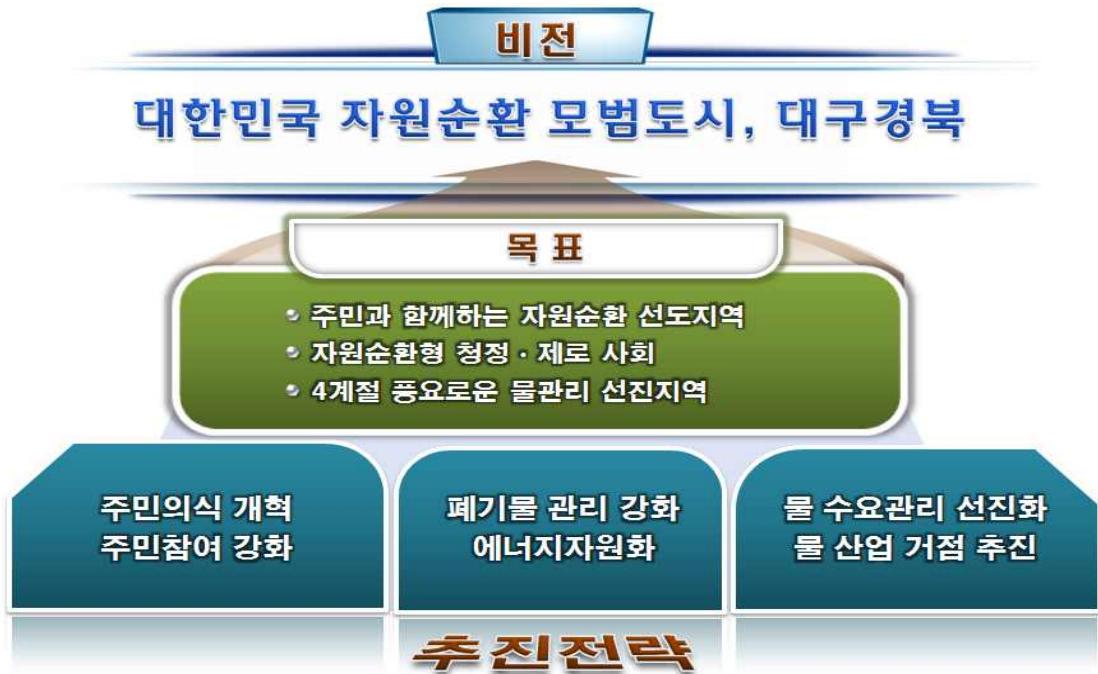 비전
대한민국 자원순환 모범도시, 대구경북
목표
주민과 함께하는 자원순환 선도지역
자원순환형 청정 · 제로 사회
4계절 풍요로운 물관리 선진지역
주민의식 개혁
주민참여 강화
폐기물 관리 강화
에너지자원화
물 수요관리 선진화
물 산업 거점 추진
추진전략